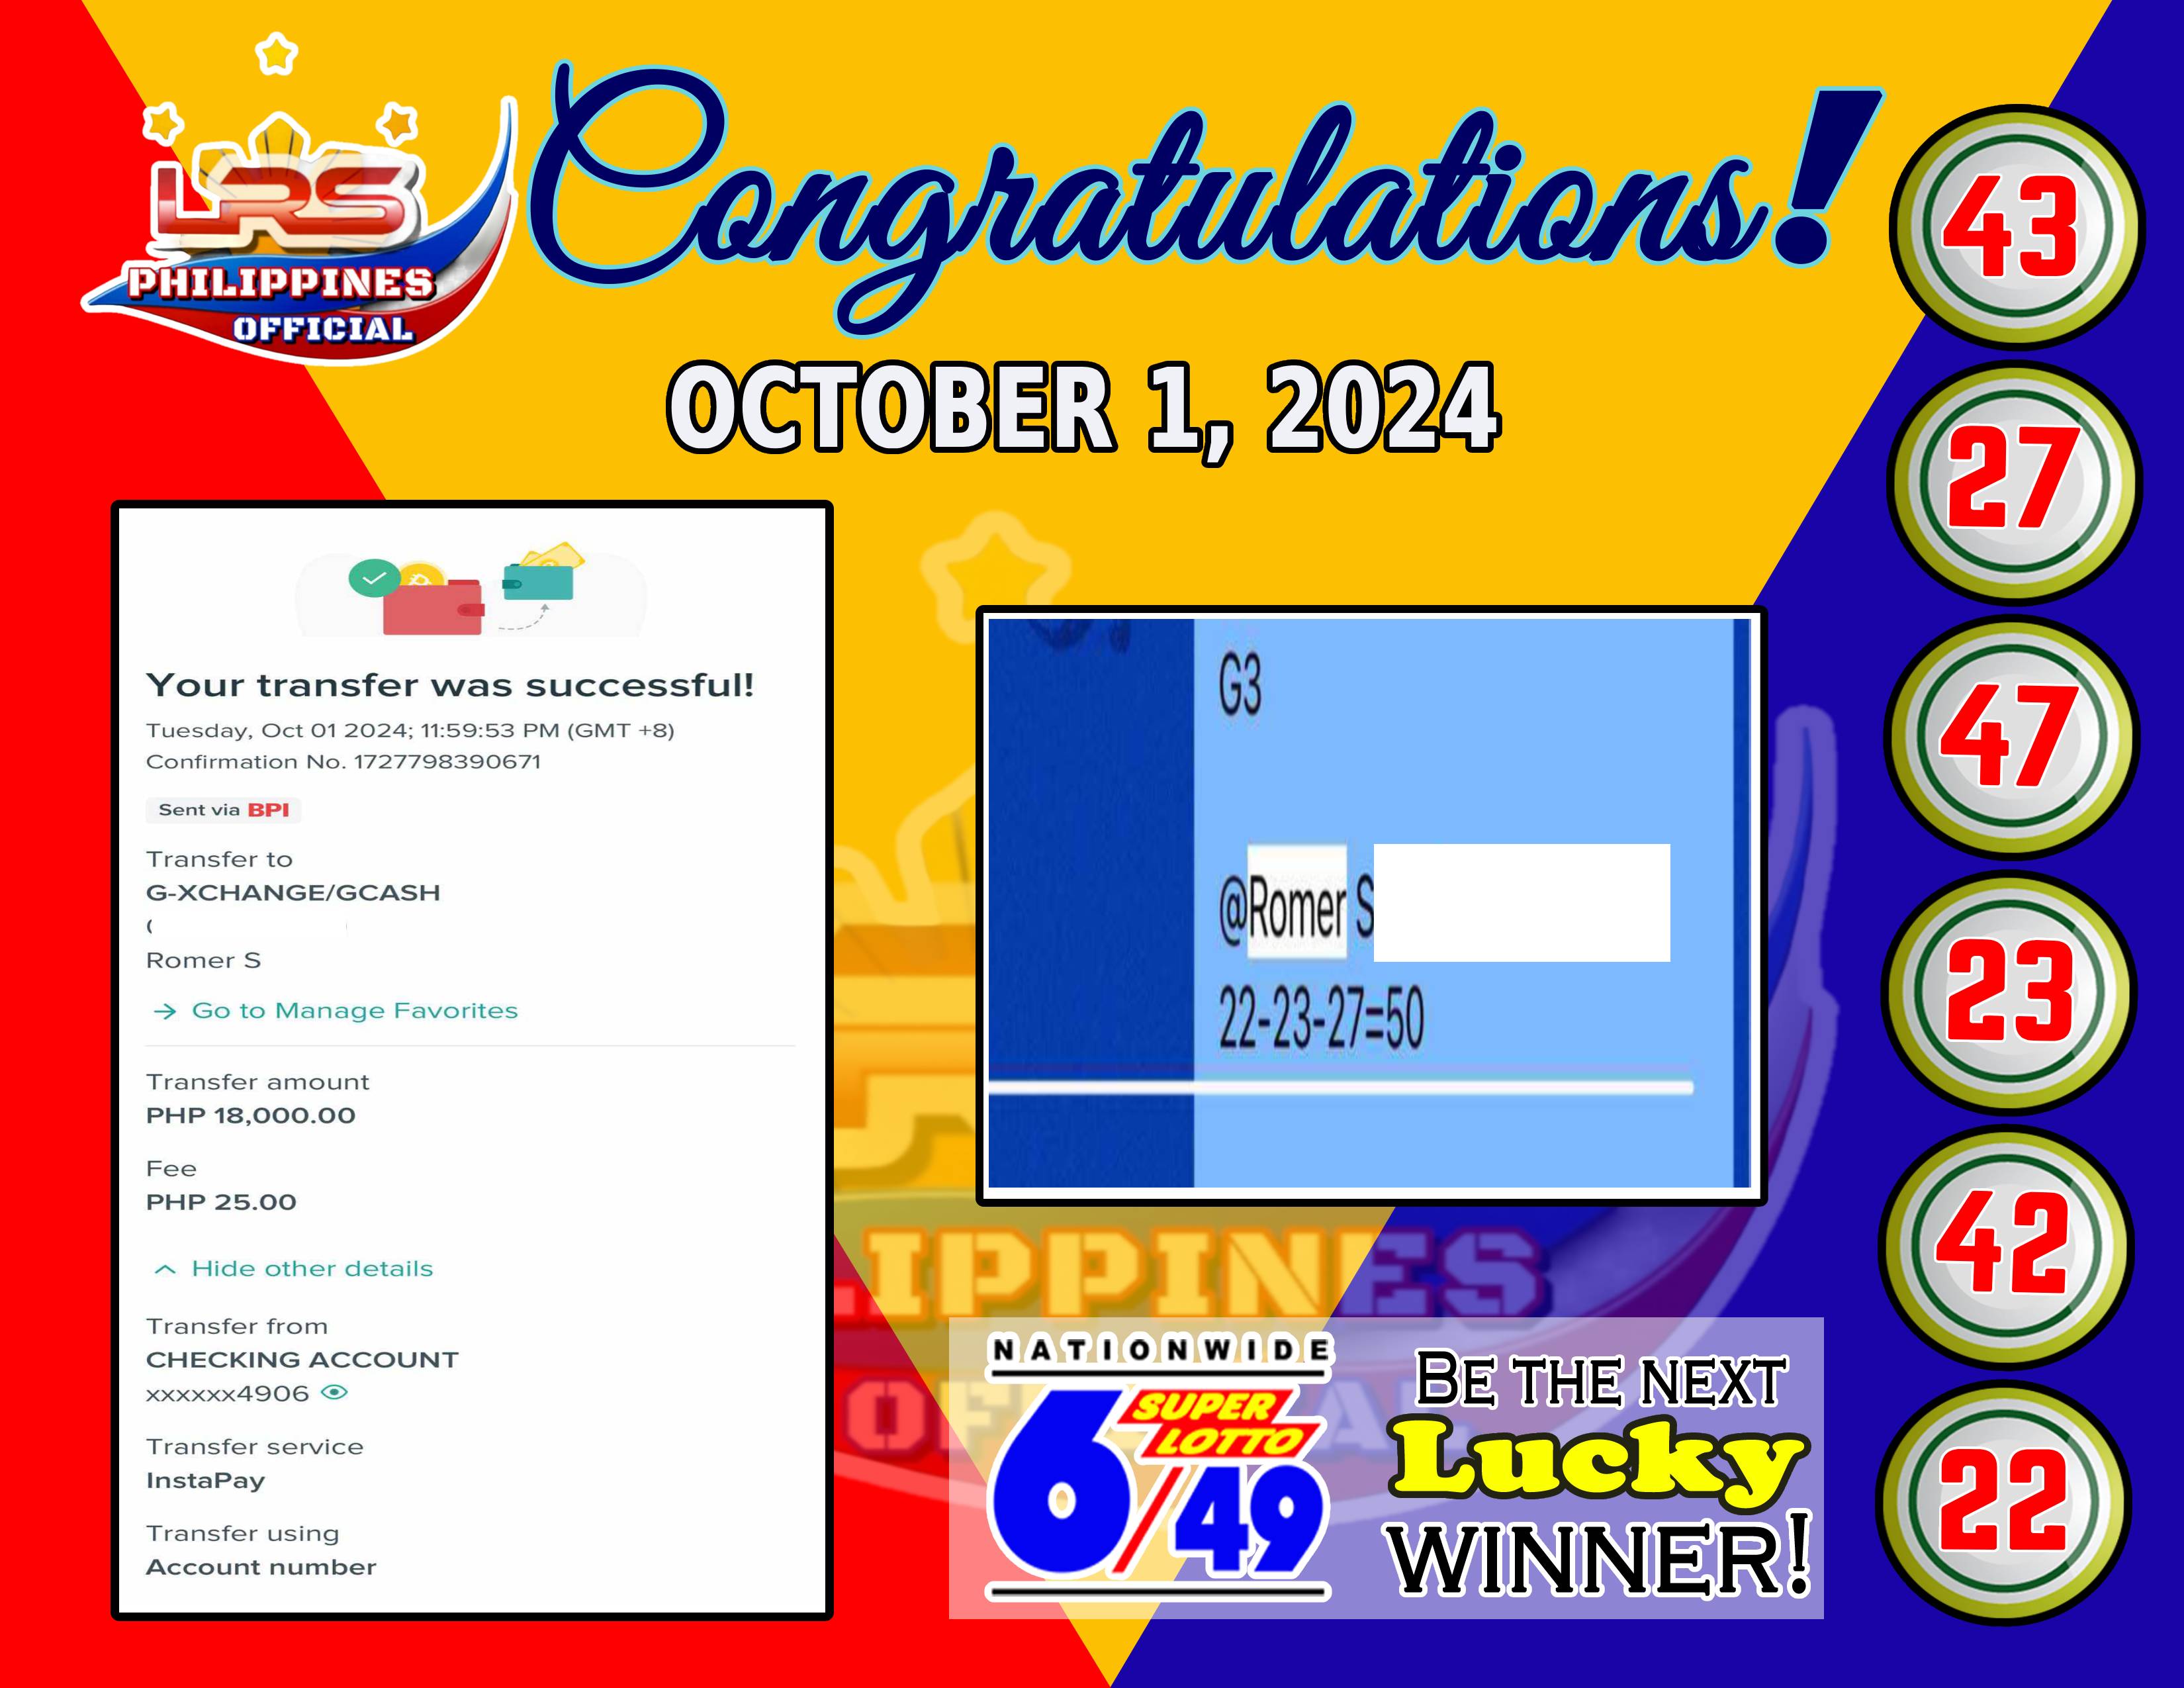 LRS
PHILIPPINES
OFFICIAL
Congratulations!
OCTOBER 1, 2024
Your transfer was successful!
Tuesday, Oct 01 2024; 11:59:53 PM (GMT +8)
Confirmation No. 1727798390671
Sent via BPI
Transfer to
G-XCHANGE/GCASH
(
Romer S
→ Go to Manage Favorites
Transfer amount
PHP 18,000.00
Fee
PHP 25.00
Hide other details
Transfer from
CHECKING ACCOUNT
xxxxxx4906
Transfer service
InstaPay
Transfer using
Account number
G3
@Romer S
22-23-27=50
NATIONWIDE
SUPER
LOTTO
6/49
BE THE NEXT
Lucky
WINNER!
43
27
47
23
42
22